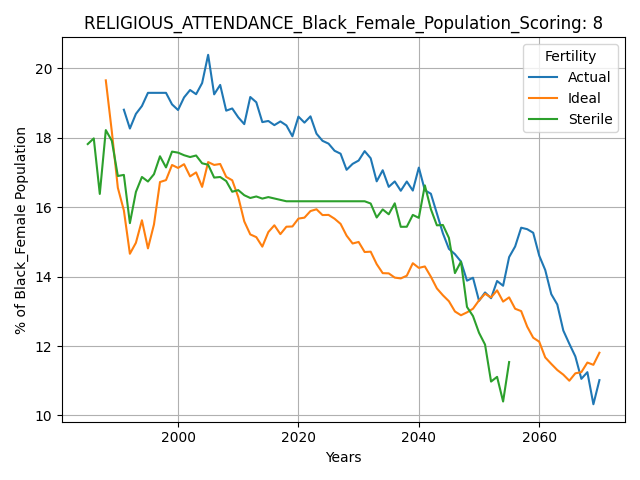 RELIGIOUS_ATTENDANCE_Black_Female_Population_Scoring: 8
Fertility
Actual
Ideal
Sterile
% of Black_Female Population
20
18
16
14
12
10
2000 2020 2040 2060
Years